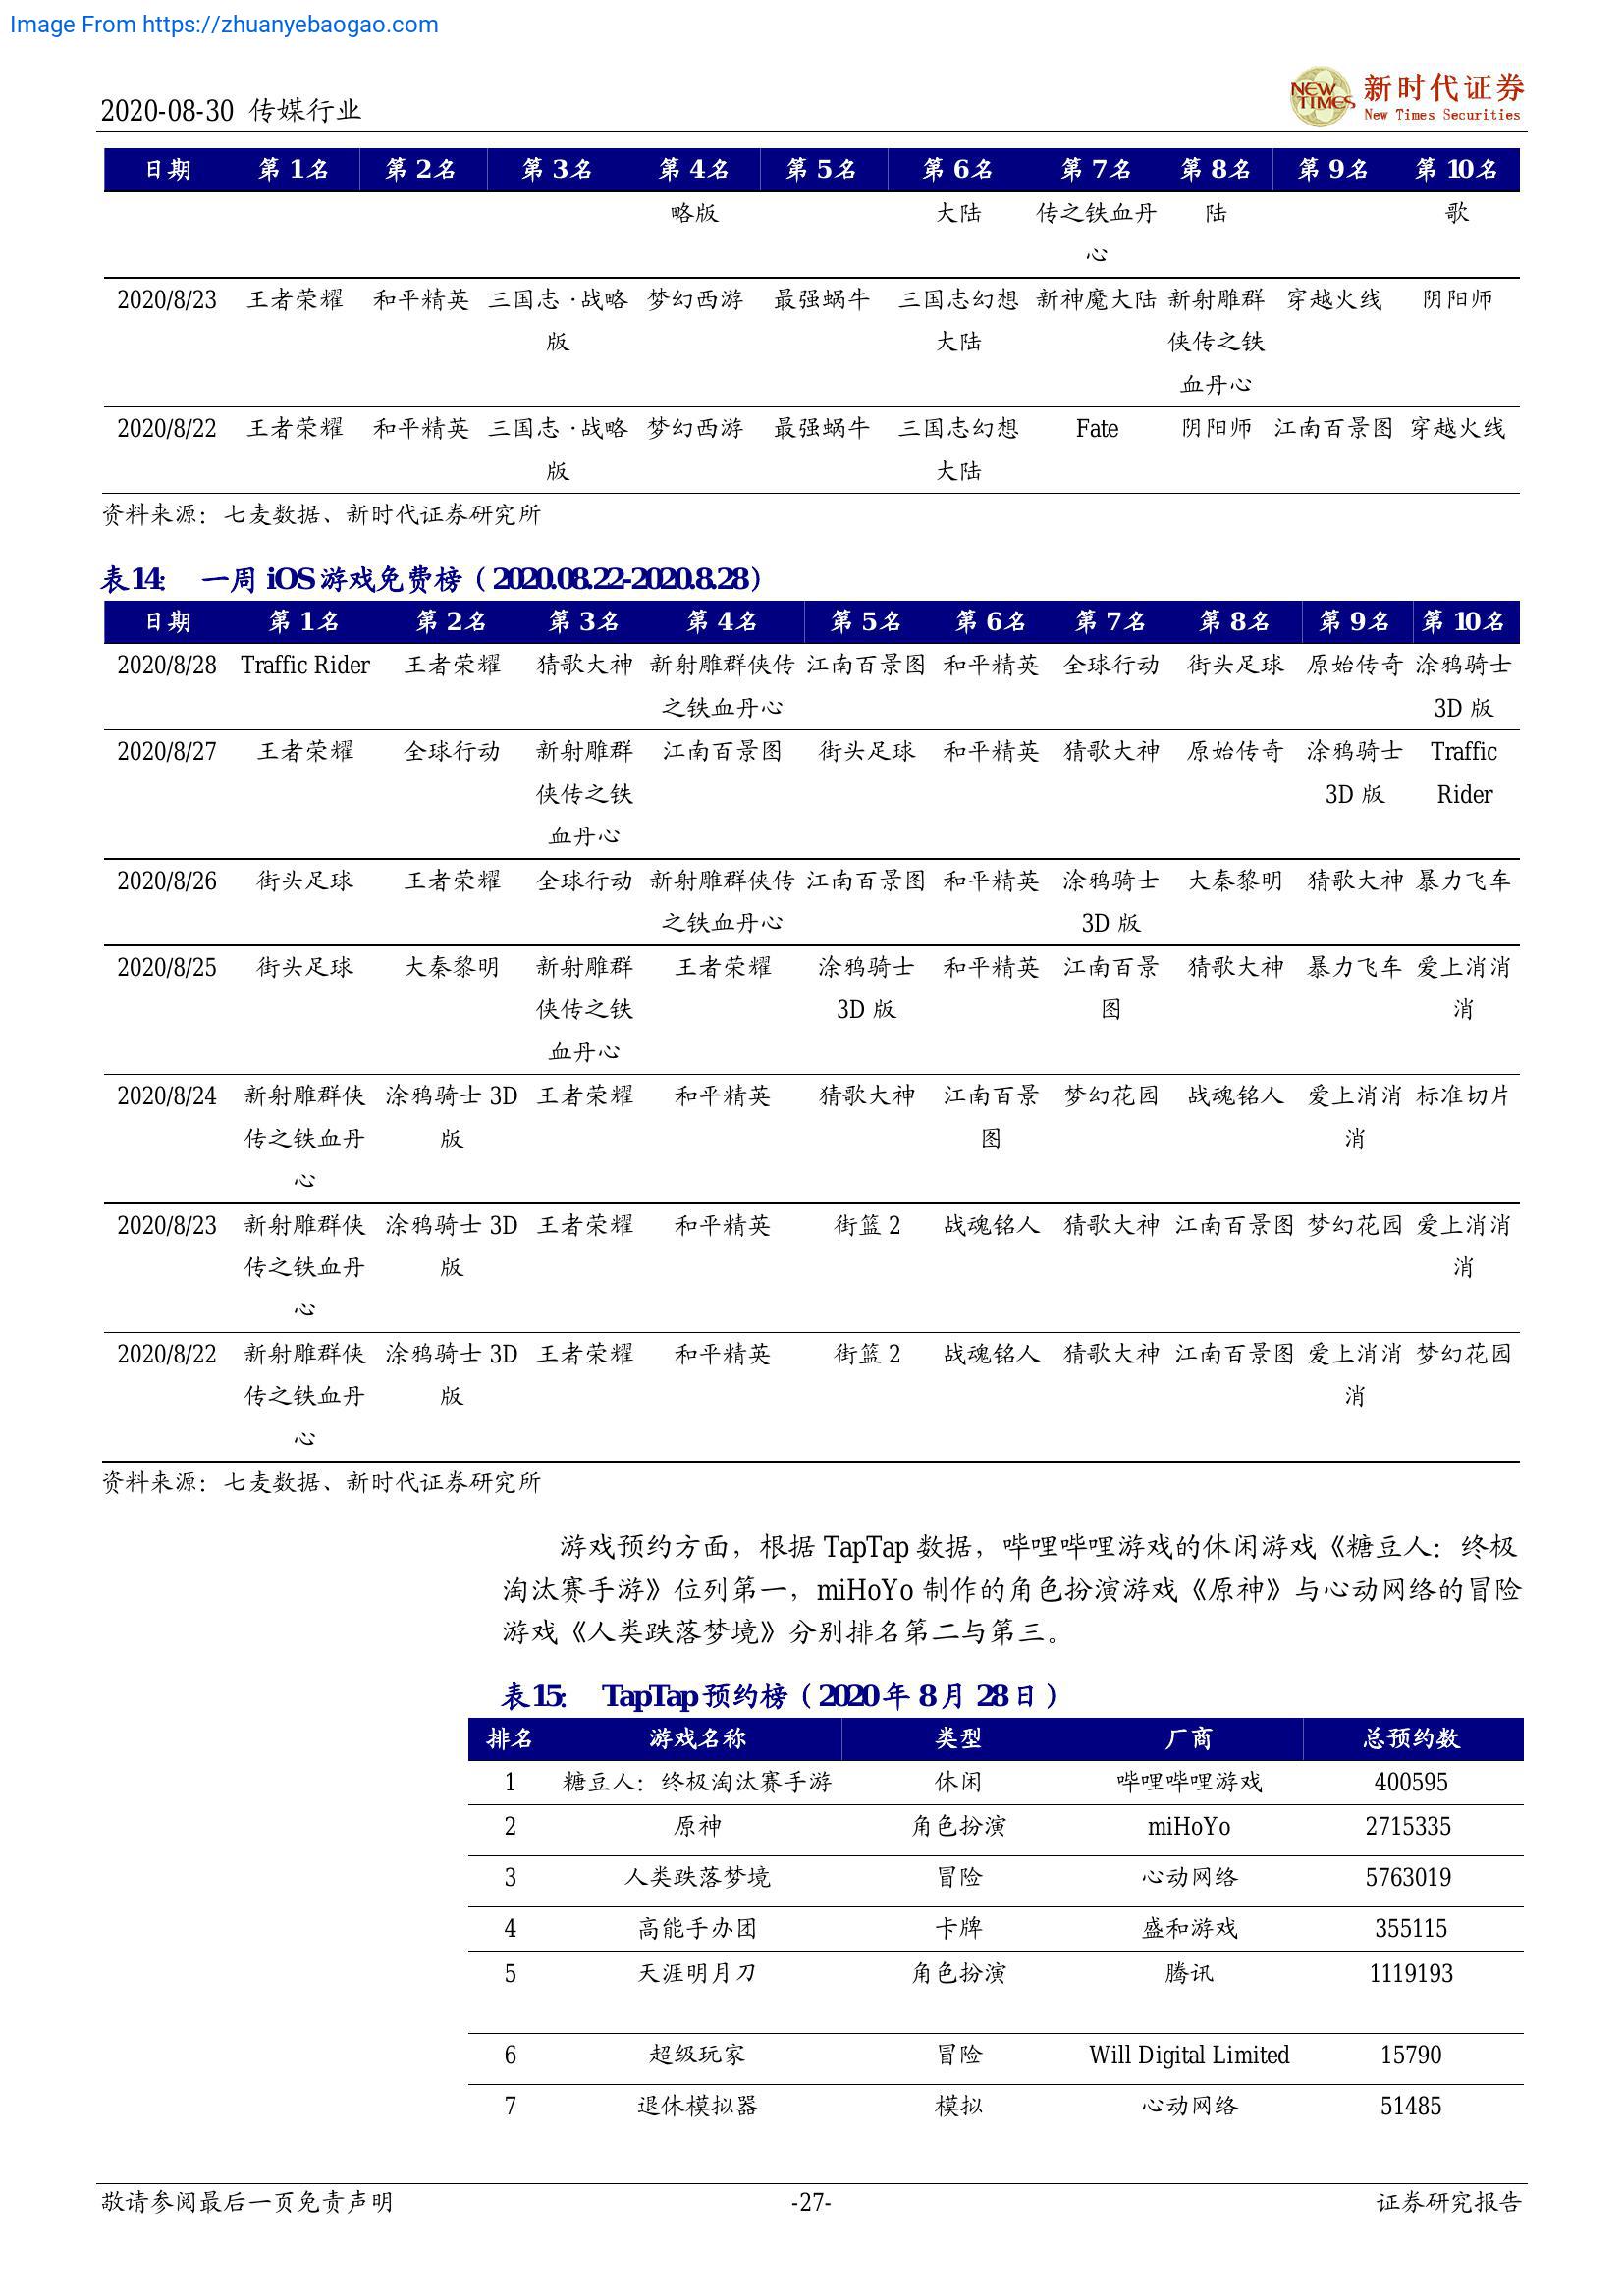 Image From https://zhuanyebaogao.com
2020-08-30 传媒行业
NEW TIMES 新时代证券
New Times Securities
日期 第1名 第2名 第3名 第4名 第5名 第6名 第7名 第8名 第9名 第10名
略版 大陆 传之铁血丹 陆 歌
心
2020/8/23 王者荣耀 和平精英 三国志·战略 梦幻西游 最强蜗牛 三国志幻想 新神魔大陆 新射雕群 穿越火线 阴阳师
版 大陆 侠传之铁
血丹心
2020/8/22 王者荣耀 和平精英 三国志·战略 梦幻西游 最强蜗牛 三国志幻想 Fate 阴阳师 江南百景图 穿越火线
版 大陆
资料来源：七麦数据、新时代证券研究所
表14： 一周iOS游戏免费榜（2020.08.22-2020.8.28）
日期 第1名 第2名 第3名 第4名 第5名 第6名 第7名 第8名 第9名 第10名
2020/8/28 Traffic Rider 王者荣耀 猜歌大神 新射雕群侠传 江南百景图 和平精英 全球行动 街头足球 原始传奇 涂鸦骑士
之铁血丹心 3D 版
2020/8/27 王者荣耀 全球行动 新射雕群 江南百景图 街头足球 和平精英 猜歌大神 原始传奇 涂鸦骑士 Traffic
侠传之铁 3D 版 Rider
血丹心
2020/8/26 街头足球 王者荣耀 全球行动 新射雕群侠传 江南百景图 和平精英 涂鸦骑士 大秦黎明 猜歌大神 暴力飞车
之铁血丹心 3D 版
2020/8/25 街头足球 大秦黎明 新射雕群 王者荣耀 涂鸦骑士 和平精英 江南百景 猜歌大神 暴力飞车 爱上消消
侠传之铁 3D 版 图 消
血丹心
2020/8/24 新射雕群侠 涂鸦骑士 3D 王者荣耀 和平精英 猜歌大神 江南百景 梦幻花园 战魂铭人 爱上消消 标准切片
传之铁血丹 版 图 消
心
2020/8/23 新射雕群侠 涂鸦骑士 3D 王者荣耀 和平精英 街篮 2 战魂铭人 猜歌大神 江南百景图 梦幻花园 爱上消消
传之铁血丹 版 消
心
2020/8/22 新射雕群侠 涂鸦骑士 3D 王者荣耀 和平精英 街篮 2 战魂铭人 猜歌大神 江南百景图 爱上消消 梦幻花园
传之铁血丹 版 消
心
资料来源：七麦数据、新时代证券研究所
游戏预约方面，根据 TapTap 数据，哔哩哔哩游戏的休闲游戏《糖豆人：终极
淘汰赛手游》位列第一，miHoYo 制作的角色扮演游戏《原神》与心动网络的冒险
游戏《人类跌落梦境》分别排名第二与第三。
表15： TapTap预约榜（2020年8月28日）
排名 游戏名称 类型 厂商 总预约数
1 糖豆人：终极淘汰赛手游 休闲 哔哩哔哩游戏 400595
2 原神 角色扮演 miHoYo 2715335
3 人类跌落梦境 冒险 心动网络 5763019
4 高能手办团 卡牌 盛和游戏 355115
5 天涯明月刀 角色扮演 腾讯 1119193
6 超级玩家 冒险 Will Digital Limited 15790
7 退休模拟器 模拟 心动网络 51485
敬请参阅最后一页免责声明 -27- 证券研究报告